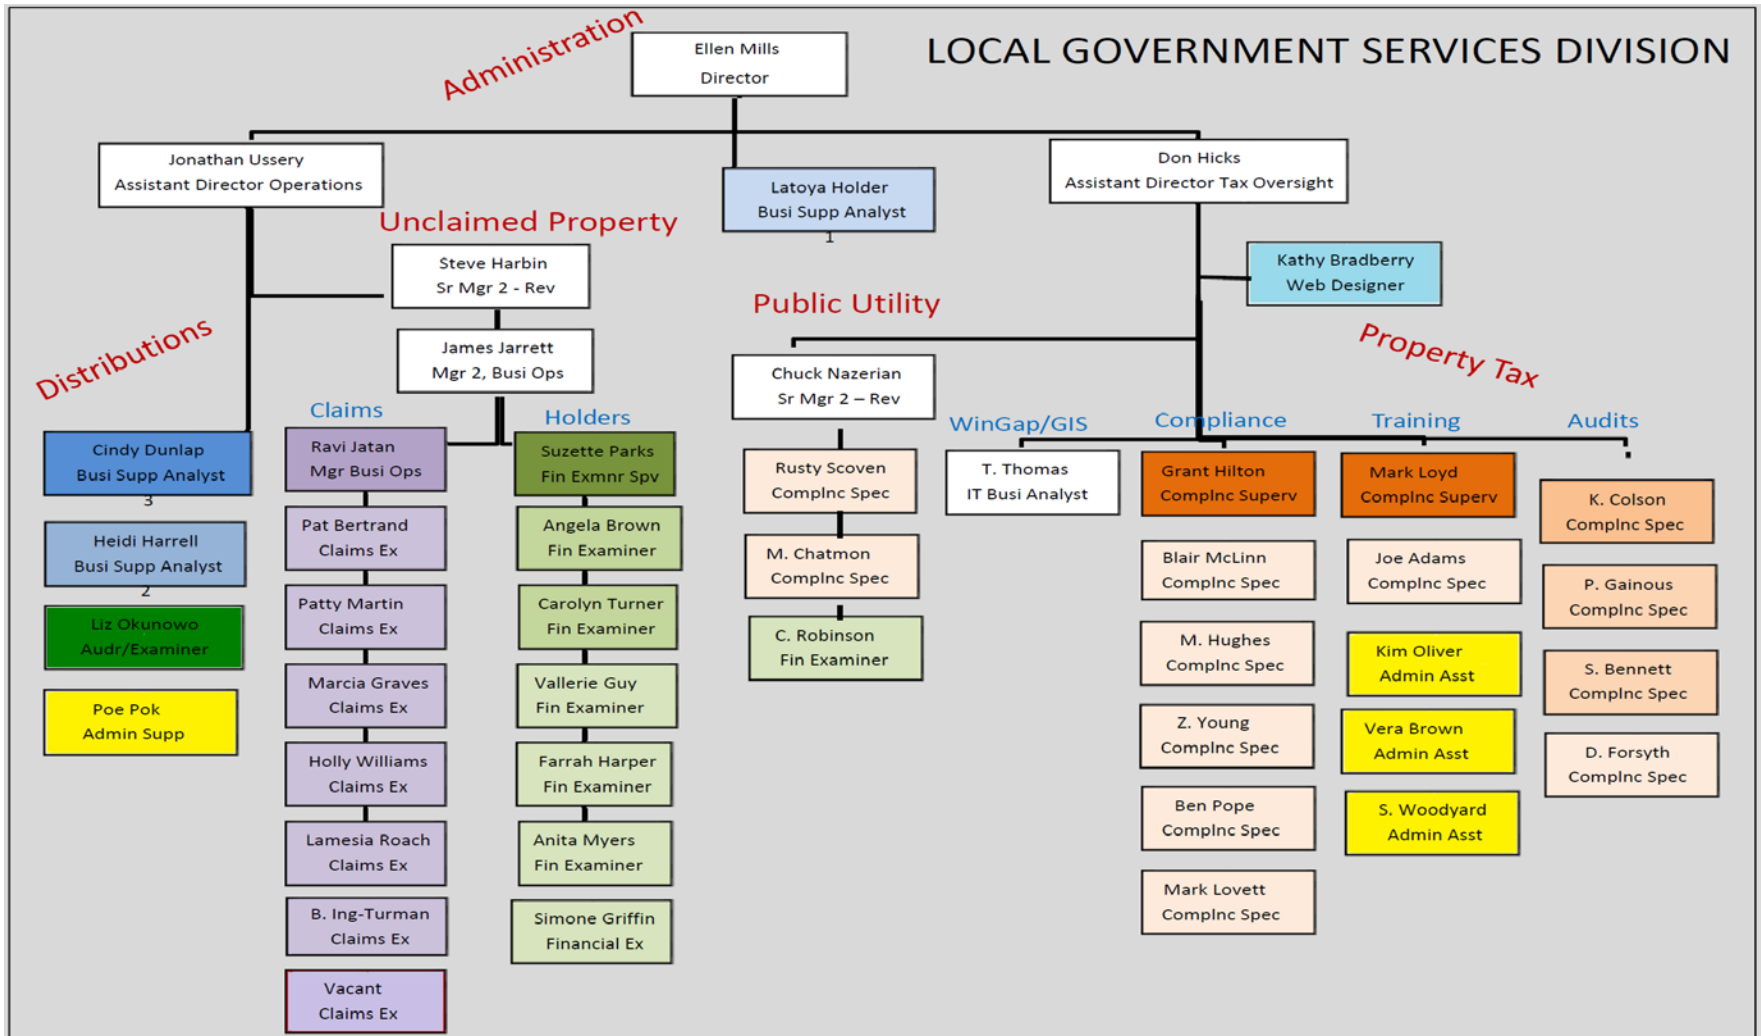 LOCAL GOVERNMENT SERVICES DIVISION
Administration
Ellen Mills
Director
Jonathan Ussery
Assistant Director Operations
Latoya Holder
Busi Supp Analyst
1
Don Hicks
Assistant Director Tax Oversight
Kathy Bradberry
Web Designer
Unclaimed Property
Steve Harbin
Sr Mgr 2 - Rev
James Jarrett
Mgr 2, Busi Ops
Distributions
Cindy Dunlap
Busi Supp Analyst
3
Heidi Harrell
Busi Supp Analyst
2
Liz Okunowo
Audr/Examiner
Poe Pok
Admin Supp
Claims
Ravi Jatan
Mgr Busi Ops
Pat Bertrand
Claims Ex
Patty Martin
Claims Ex
Marcia Graves
Claims Ex
Holly Williams
Claims Ex
Lamesia Roach
Claims Ex
B. Ing-Turman
Claims Ex
Vacant
Claims Ex
Holders
Suzette Parks
Fin Exmnr Spv
Angela Brown
Fin Examiner
Carolyn Turner
Fin Examiner
Vallerie Guy
Fin Examiner
Farrah Harper
Fin Examiner
Anita Myers
Fin Examiner
Simone Griffin
Financial Ex
Public Utility
Chuck Nazerian
Sr Mgr 2 – Rev
Rusty Scoven
Complnc Spec
M. Chatmon
Complnc Spec
C. Robinson
Fin Examiner
Property Tax
WinGap/GIS
T. Thomas
IT Busi Analyst
Compliance
Grant Hilton
Complnc Superv
Blair McLinn
Complnc Spec
M. Hughes
Complnc Spec
Z. Young
Complnc Spec
Ben Pope
Complnc Spec
Mark Lovett
Complnc Spec
Training
Mark Loyd
Complnc Superv
Joe Adams
Complnc Spec
Kim Oliver
Admin Asst
Vera Brown
Admin Asst
S. Woodyard
Admin Asst
Audits
K. Colson
Complnc Spec
P. Gainous
Complnc Spec
S. Bennett
Complnc Spec
D. Forsyth
Complnc Spec